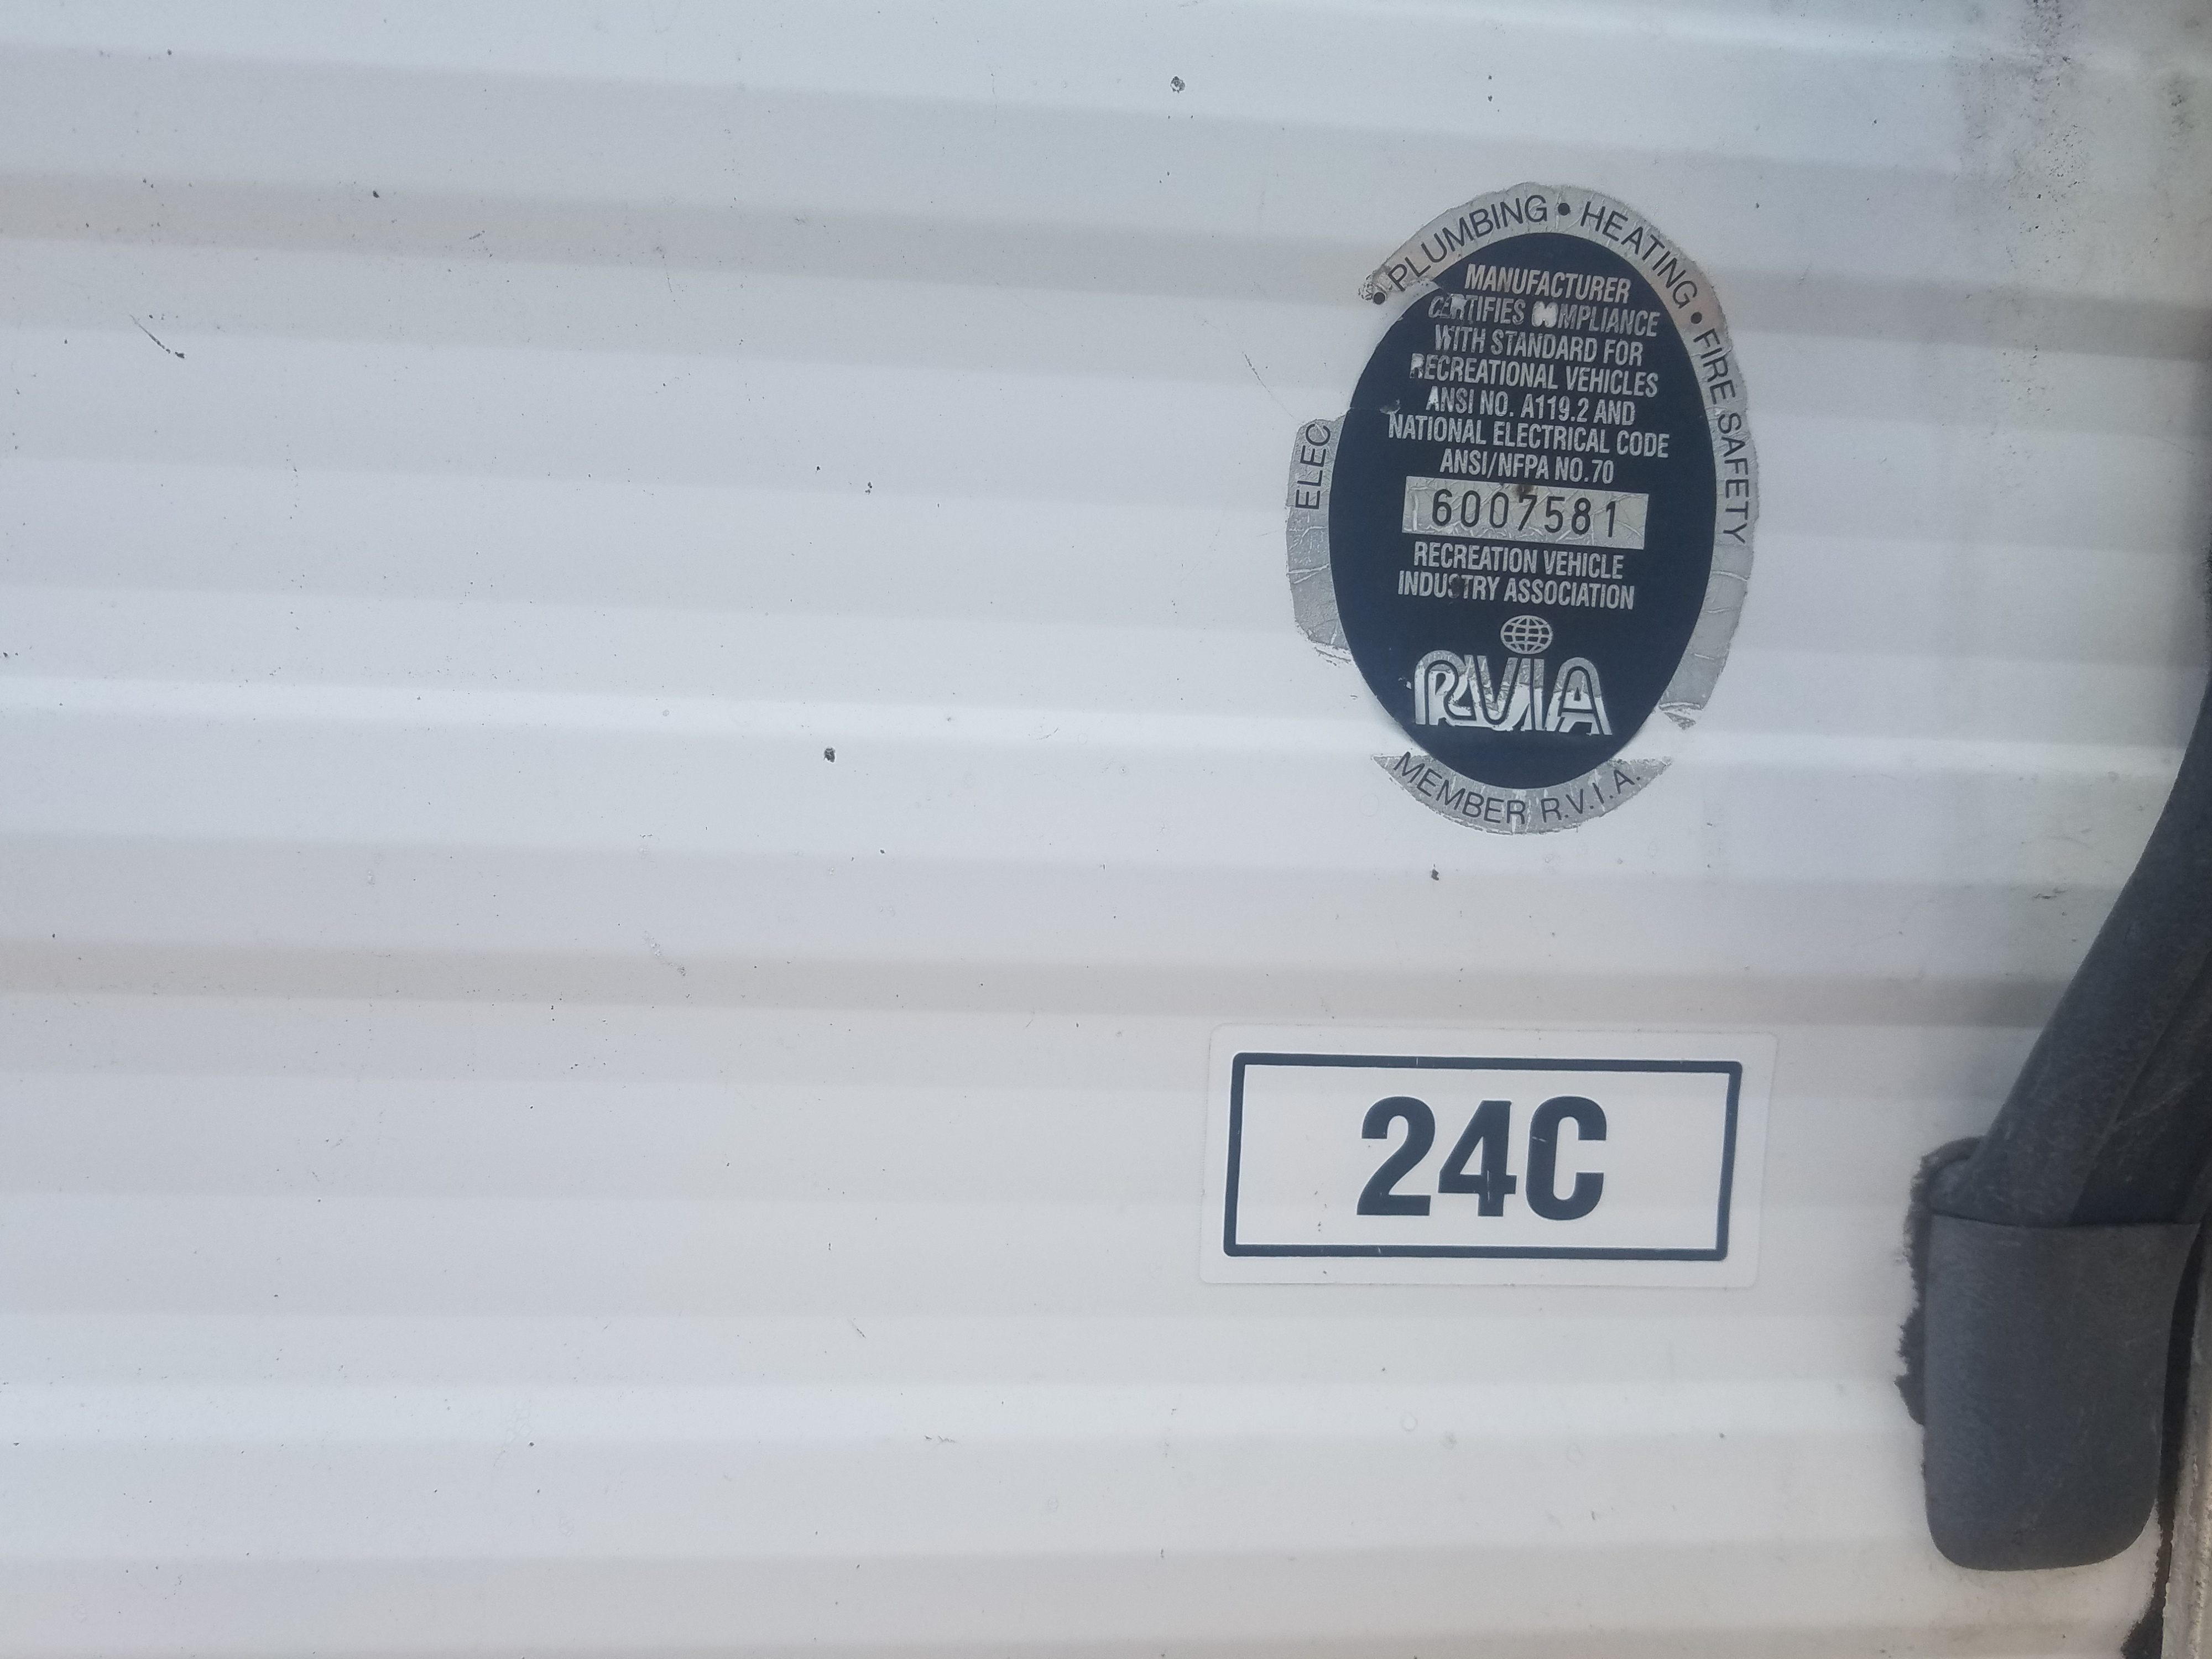 • PLUMBING • HEATING • FIRE SAFETY
ELEC
MANUFACTURER
CERTIFIES COMPLIANCE
WITH STANDARD FOR
RECREATIONAL VEHICLES
ANSI NO. A119.2 AND
NATIONAL ELECTRICAL CODE
ANSI/NFPA NO.70
6007581
RECREATION VEHICLE
INDUSTRY ASSOCIATION
RVIA
MEMBER R.V.I.A.
24C